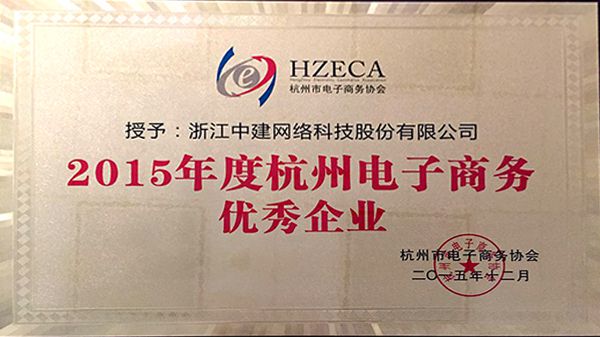 e
HZECA
杭州市电子商务协会
授予：浙江中建网络科技股份有限公司
2015年度杭州电子商务
优秀企业
杭州市电子商务协会
二〇一五年十二月